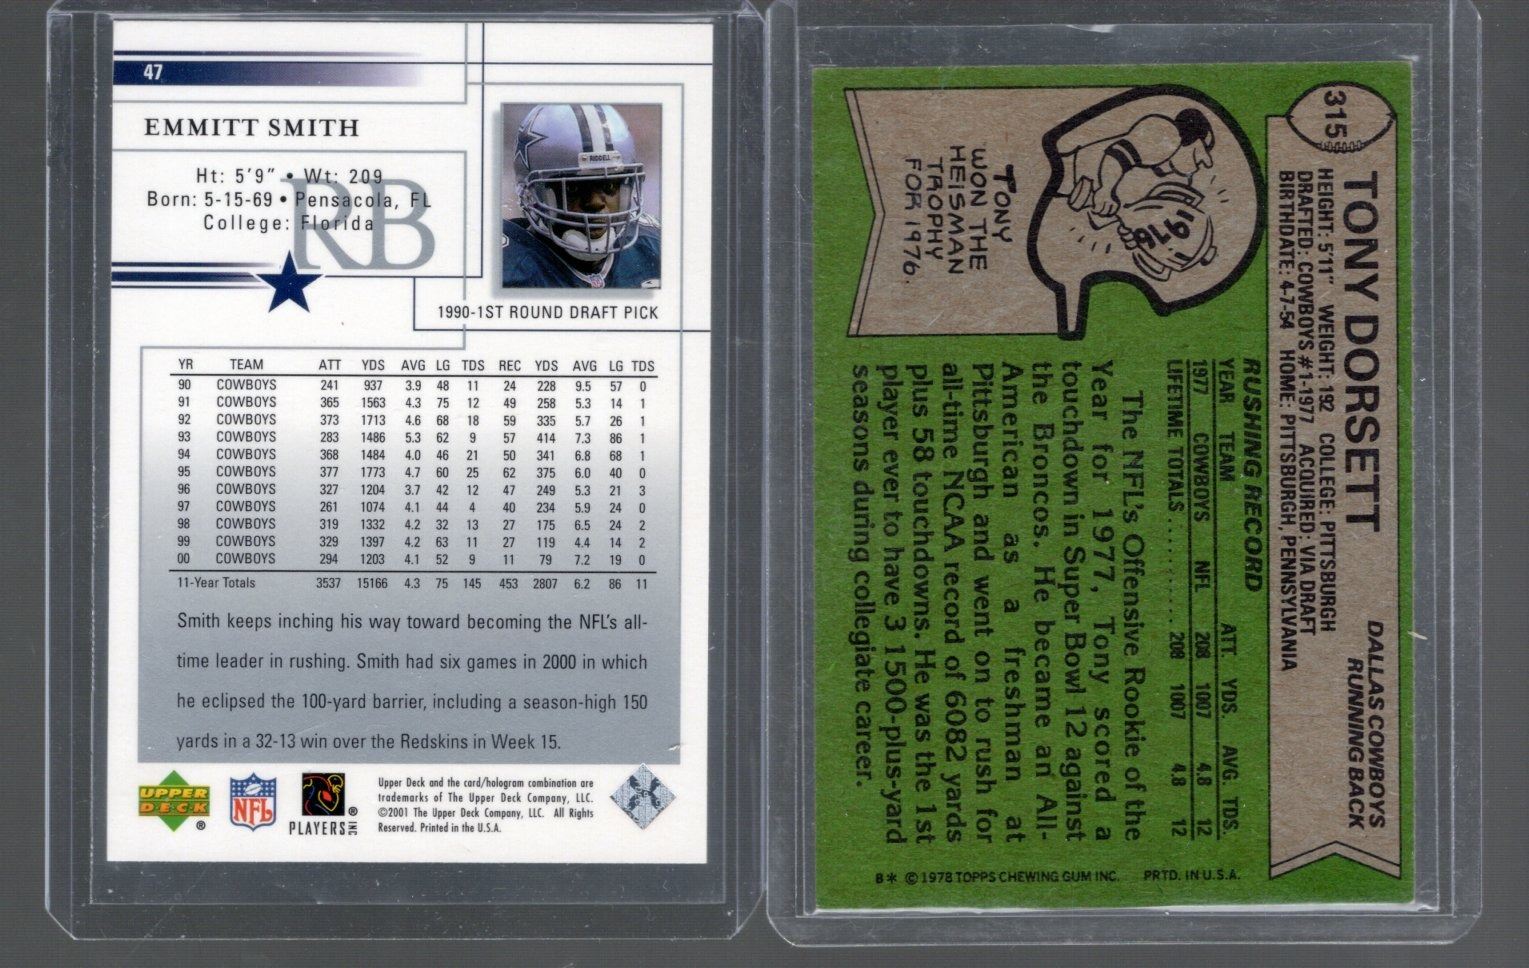 47
EMMITT SMITH
Ht: 5'9" • Wt: 209
Born: 5-15-69 • Pensacola, FL
College: Florida
RB
RIDDELL
1990-1ST ROUND DRAFT PICK
YR TEAM ATT YDS AVG LG TDS REC YDS AVG LG TDS
90 COWBOYS 241 937 3.9 48 11 24 228 9.5 57 0
91 COWBOYS 365 1563 4.3 75 12 49 258 5.3 14 1
92 COWBOYS 373 1713 4.6 68 18 59 335 5.7 26 1
93 COWBOYS 283 1486 5.3 62 9 57 414 7.3 86 1
94 COWBOYS 368 1484 4.0 46 21 50 341 6.8 68 1
95 COWBOYS 377 1773 4.7 60 25 62 375 6.0 40 0
96 COWBOYS 327 1204 3.7 42 12 47 249 5.3 21 3
97 COWBOYS 261 1074 4.1 44 4 40 234 5.9 24 0
98 COWBOYS 319 1332 4.2 32 13 27 175 6.5 24 2
99 COWBOYS 329 1397 4.2 63 11 27 119 4.4 14 2
00 COWBOYS 294 1203 4.1 52 9 11 79 7.2 19 0
11-Year Totals 3537 15166 4.3 75 145 453 2807 6.2 86 11
Smith keeps inching his way toward becoming the NFL's all-
time leader in rushing. Smith had six games in 2000 in which
he eclipsed the 100-yard barrier, including a season-high 150
yards in a 32-13 win over the Redskins in Week 15.
UPPER
DECK
®
NFL
PLAYERS INC
®
Upper Deck and the card/hologram combination are
trademarks of The Upper Deck Company, LLC.
©2001 The Upper Deck Company, LLC. All Rights
Reserved. Printed in the U.S.A.
315
TONY DORSETT
DALLAS COWBOYS
RUNNING BACK
HEIGHT: 5'11" WEIGHT: 192 COLLEGE: PITTSBURGH
DRAFTED: COWBOYS #1-1977 ACQUIRED: VIA DRAFT
BIRTHDATE: 4-7-54 HOME: PITTSBURGH, PENNSYLVANIA
1976
TONY
WON THE
HEISMAN
TROPHY
FOR 1976.
RUSHING RECORD
YEAR TEAM ATT. YDS. AVG. TDS.
1977 COWBOYS NFL 208 1007 4.8 12
LIFETIME TOTALS.......... 208 1007 4.8 12
The NFL's Offensive Rookie of the
Year for 1977, Tony scored a
touchdown in Super Bowl 12 against
the Broncos. He became an All-
American as a freshman at
Pittsburgh and went on to rush for
all-time NCAA record of 6082 yards
plus 58 touchdowns. He was the 1st
player ever to have 3 1500-plus-yard
seasons during collegiate career.
B* © 1978 TOPPS CHEWING GUM INC. PRTD. IN U.S.A.